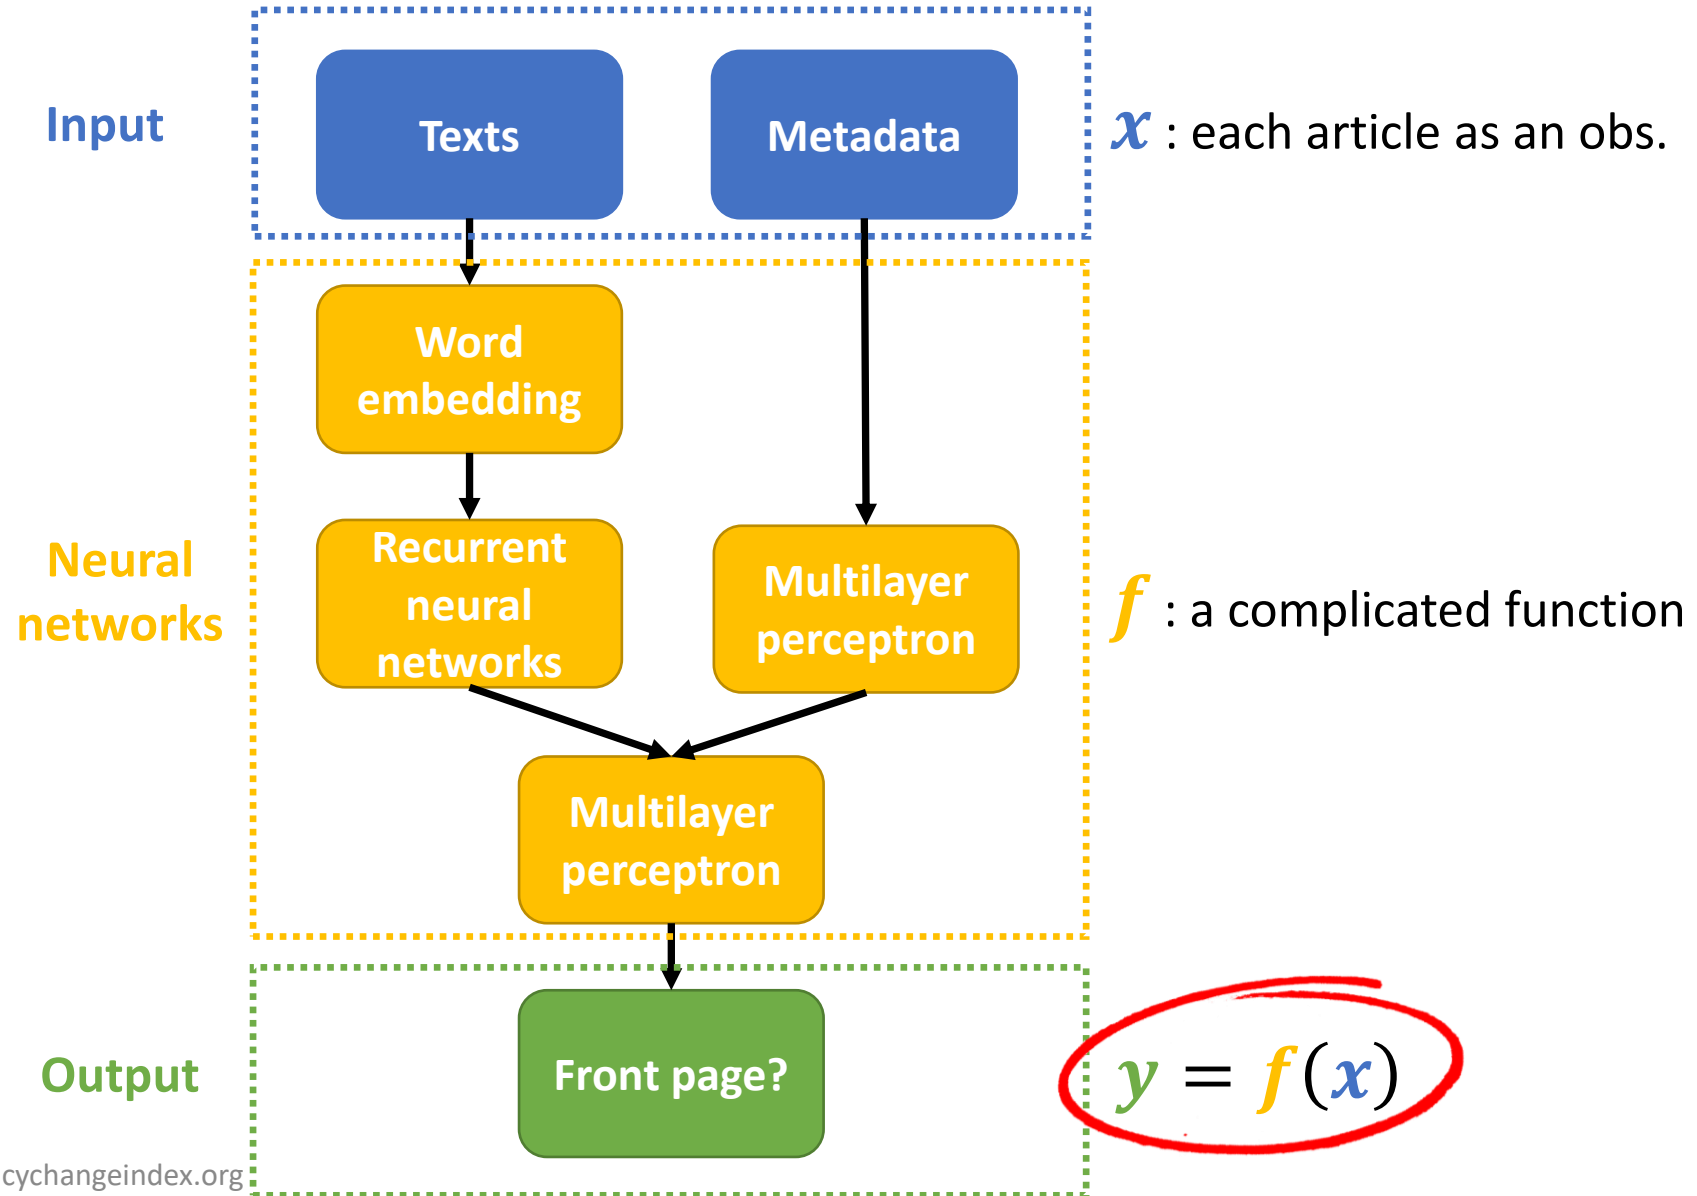 Input
Texts
Metadata
x : each article as an obs.
Word
embedding
Neural
networks
Recurrent
neural
networks
Multilayer
perceptron
f : a complicated function
Multilayer
perceptron
Output
Front page?
y = f(x)
cychangeindex.org